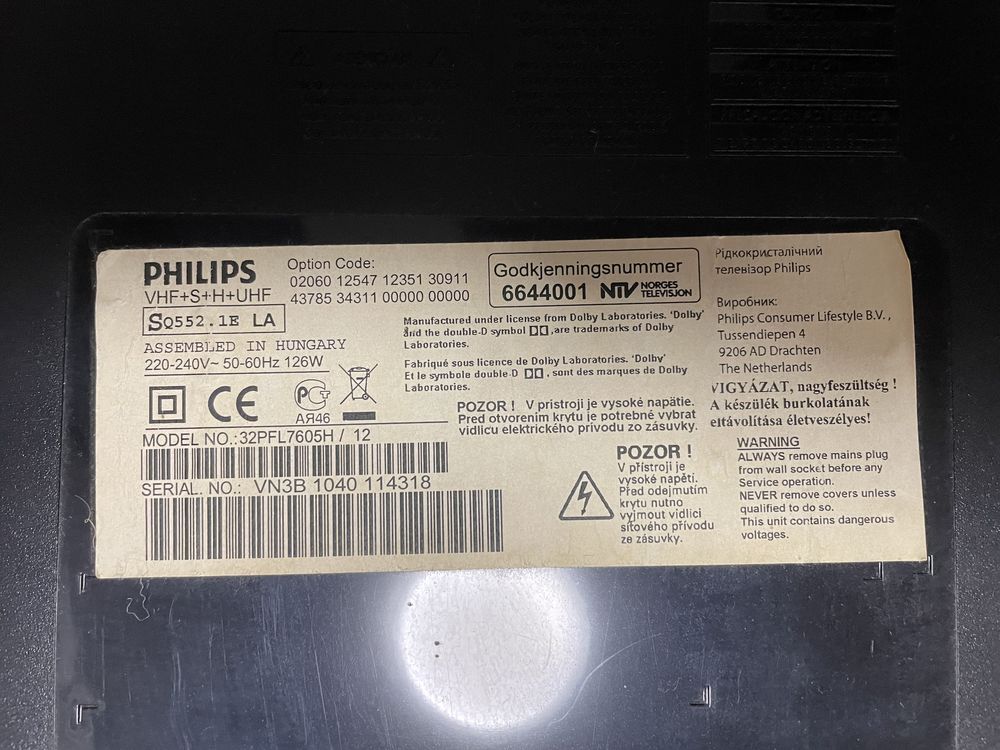 PHILIPS
VHF+S+H+UHF
SQ552.1E LA
ASSEMBLED IN HUNGARY
220-240V~ 50-60Hz 126W
Option Code:
02060 12547 12351 30911
43785 34311 00000 00000
Godkjenningsnummer
6644001 NTV NORGES
TELEVISJON
Manufactured under license from Dolby Laboratories. ‘Dolby’
and the double-D symbol ,are trademarks of Dolby
Laboratories.
Fabriqué sous licence de Dolby Laboratories. ‘Dolby’
Et le symbole double-D , sont des marques de Dolby
Laboratories.
CE
АЯ46
MODEL NO.:32PFL7605H / 12
SERIAL. NO.: VN3B 1040 114318
POZOR ! V prístroji je vysoké napätie.
Pred otvorením krytu je potrebné vybrat
vidlicu elektrického prívodu zo zásuvky.
POZOR !
V přístroji je
vysoké napětí.
Před odejmutím
krytu nutno
vyjmout vidlici
síťového přívodu
ze zásuvky.
Рідкокристалічний
телевізор Philips
Виробник:
Philips Consumer Lifestyle B.V.,
Tussendiepen 4
9206 AD Drachten
The Netherlands
VIGYÁZAT, nagyfeszültség !
A készülék burkolatának
eltávolítása életveszélyes!
WARNING
ALWAYS remove mains plug
from wall socket before any
Service operation.
NEVER remove covers unless
qualified to do so.
This unit contains dangerous
voltages.